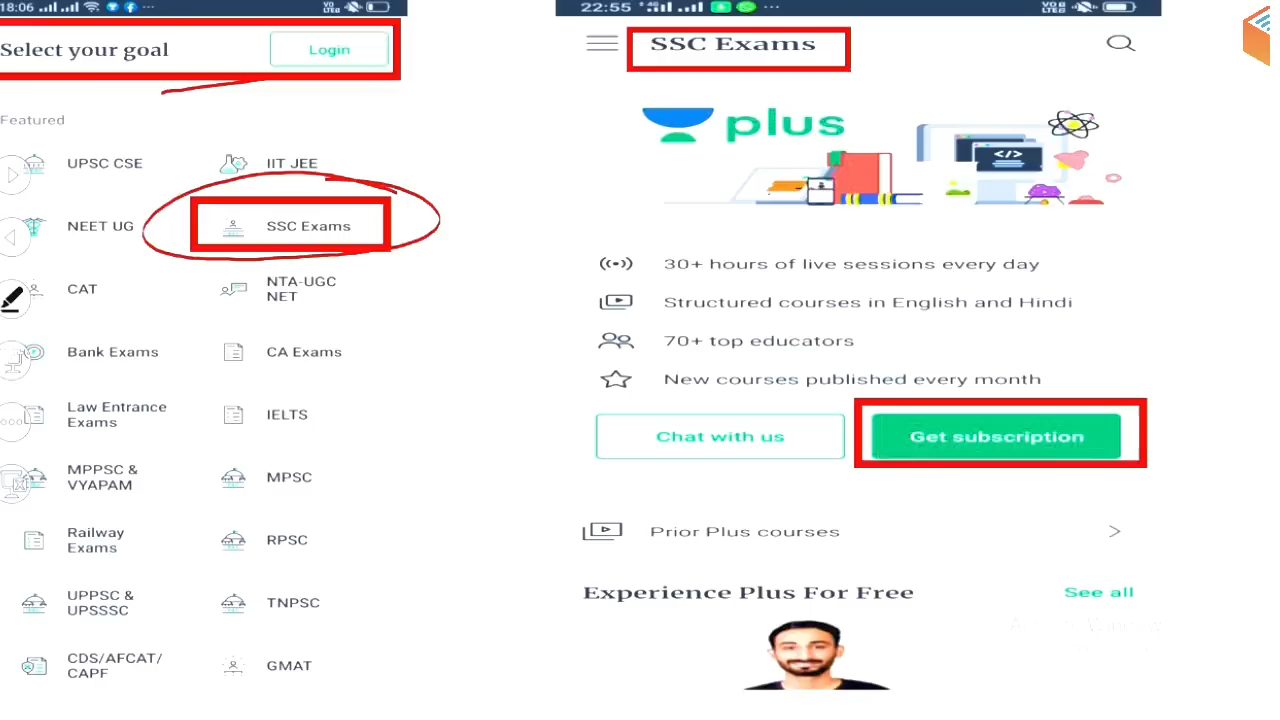 18:06
Select your goal
Login
Featured
UPSC CSE
IIT JEE
NEET UG
SSC Exams
CAT
NTA-UGC
NET
Bank Exams
CA Exams
Law Entrance
Exams
IELTS
MPPSC &
VYAPAM
MPSC
Railway
Exams
RPSC
UPPSC &
UPSSSC
TNPSC
CDS/AFCAT/
CAPF
GMAT
22:55
SSC Exams
plus
30+ hours of live sessions every day
Structured courses in English and Hindi
70+ top educators
New courses published every month
Chat with us
Get subscription
Prior Plus courses
Experience Plus For Free
See all